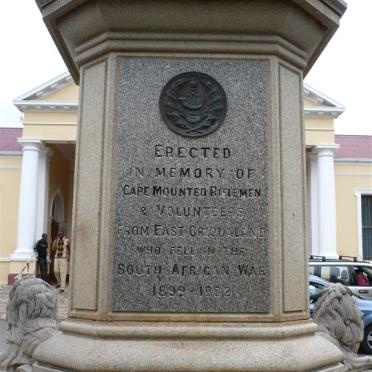 ERECTED
IN MEMORY OF
CAPE MOUNTED RIFLEMEN
& VOLUNTEERS
FROM EAST GRIQUALAND
WHO FELL IN THE
SOUTH AFRICAN WAR
1899-1902